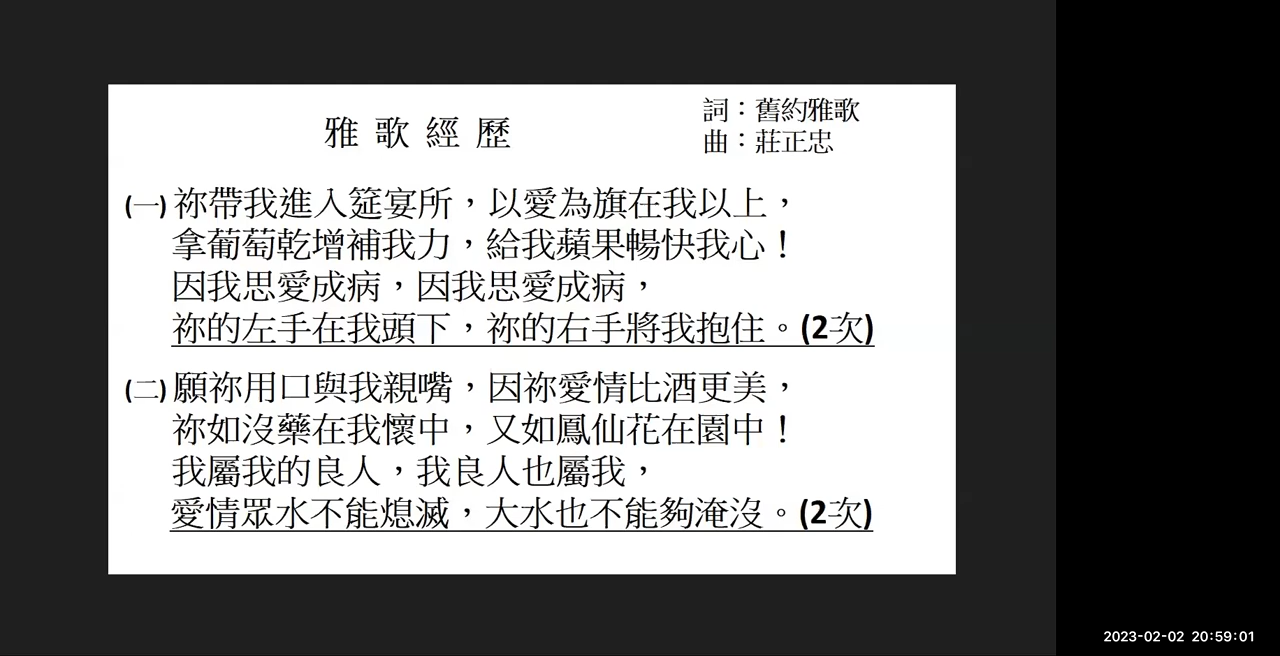 雅歌經歷
詞：舊約雅歌
曲：莊正忠
(一) 祢帶我進入筵宴所，以愛為旗在我以上，
拿葡萄乾增補我力，給我蘋果暢快我心！
因我思愛成病，因我思愛成病，
祢的左手在我頭下，祢的右手將我抱住。(2次)
(二) 願祢用口與我親嘴，因祢愛情比酒更美，
祢如沒藥在我懷中，又如鳳仙花在園中！
我屬我的良人，我良人也屬我，
愛情眾水不能熄滅，大水也不能夠淹沒。(2次)
2023-02-02 20:59:01